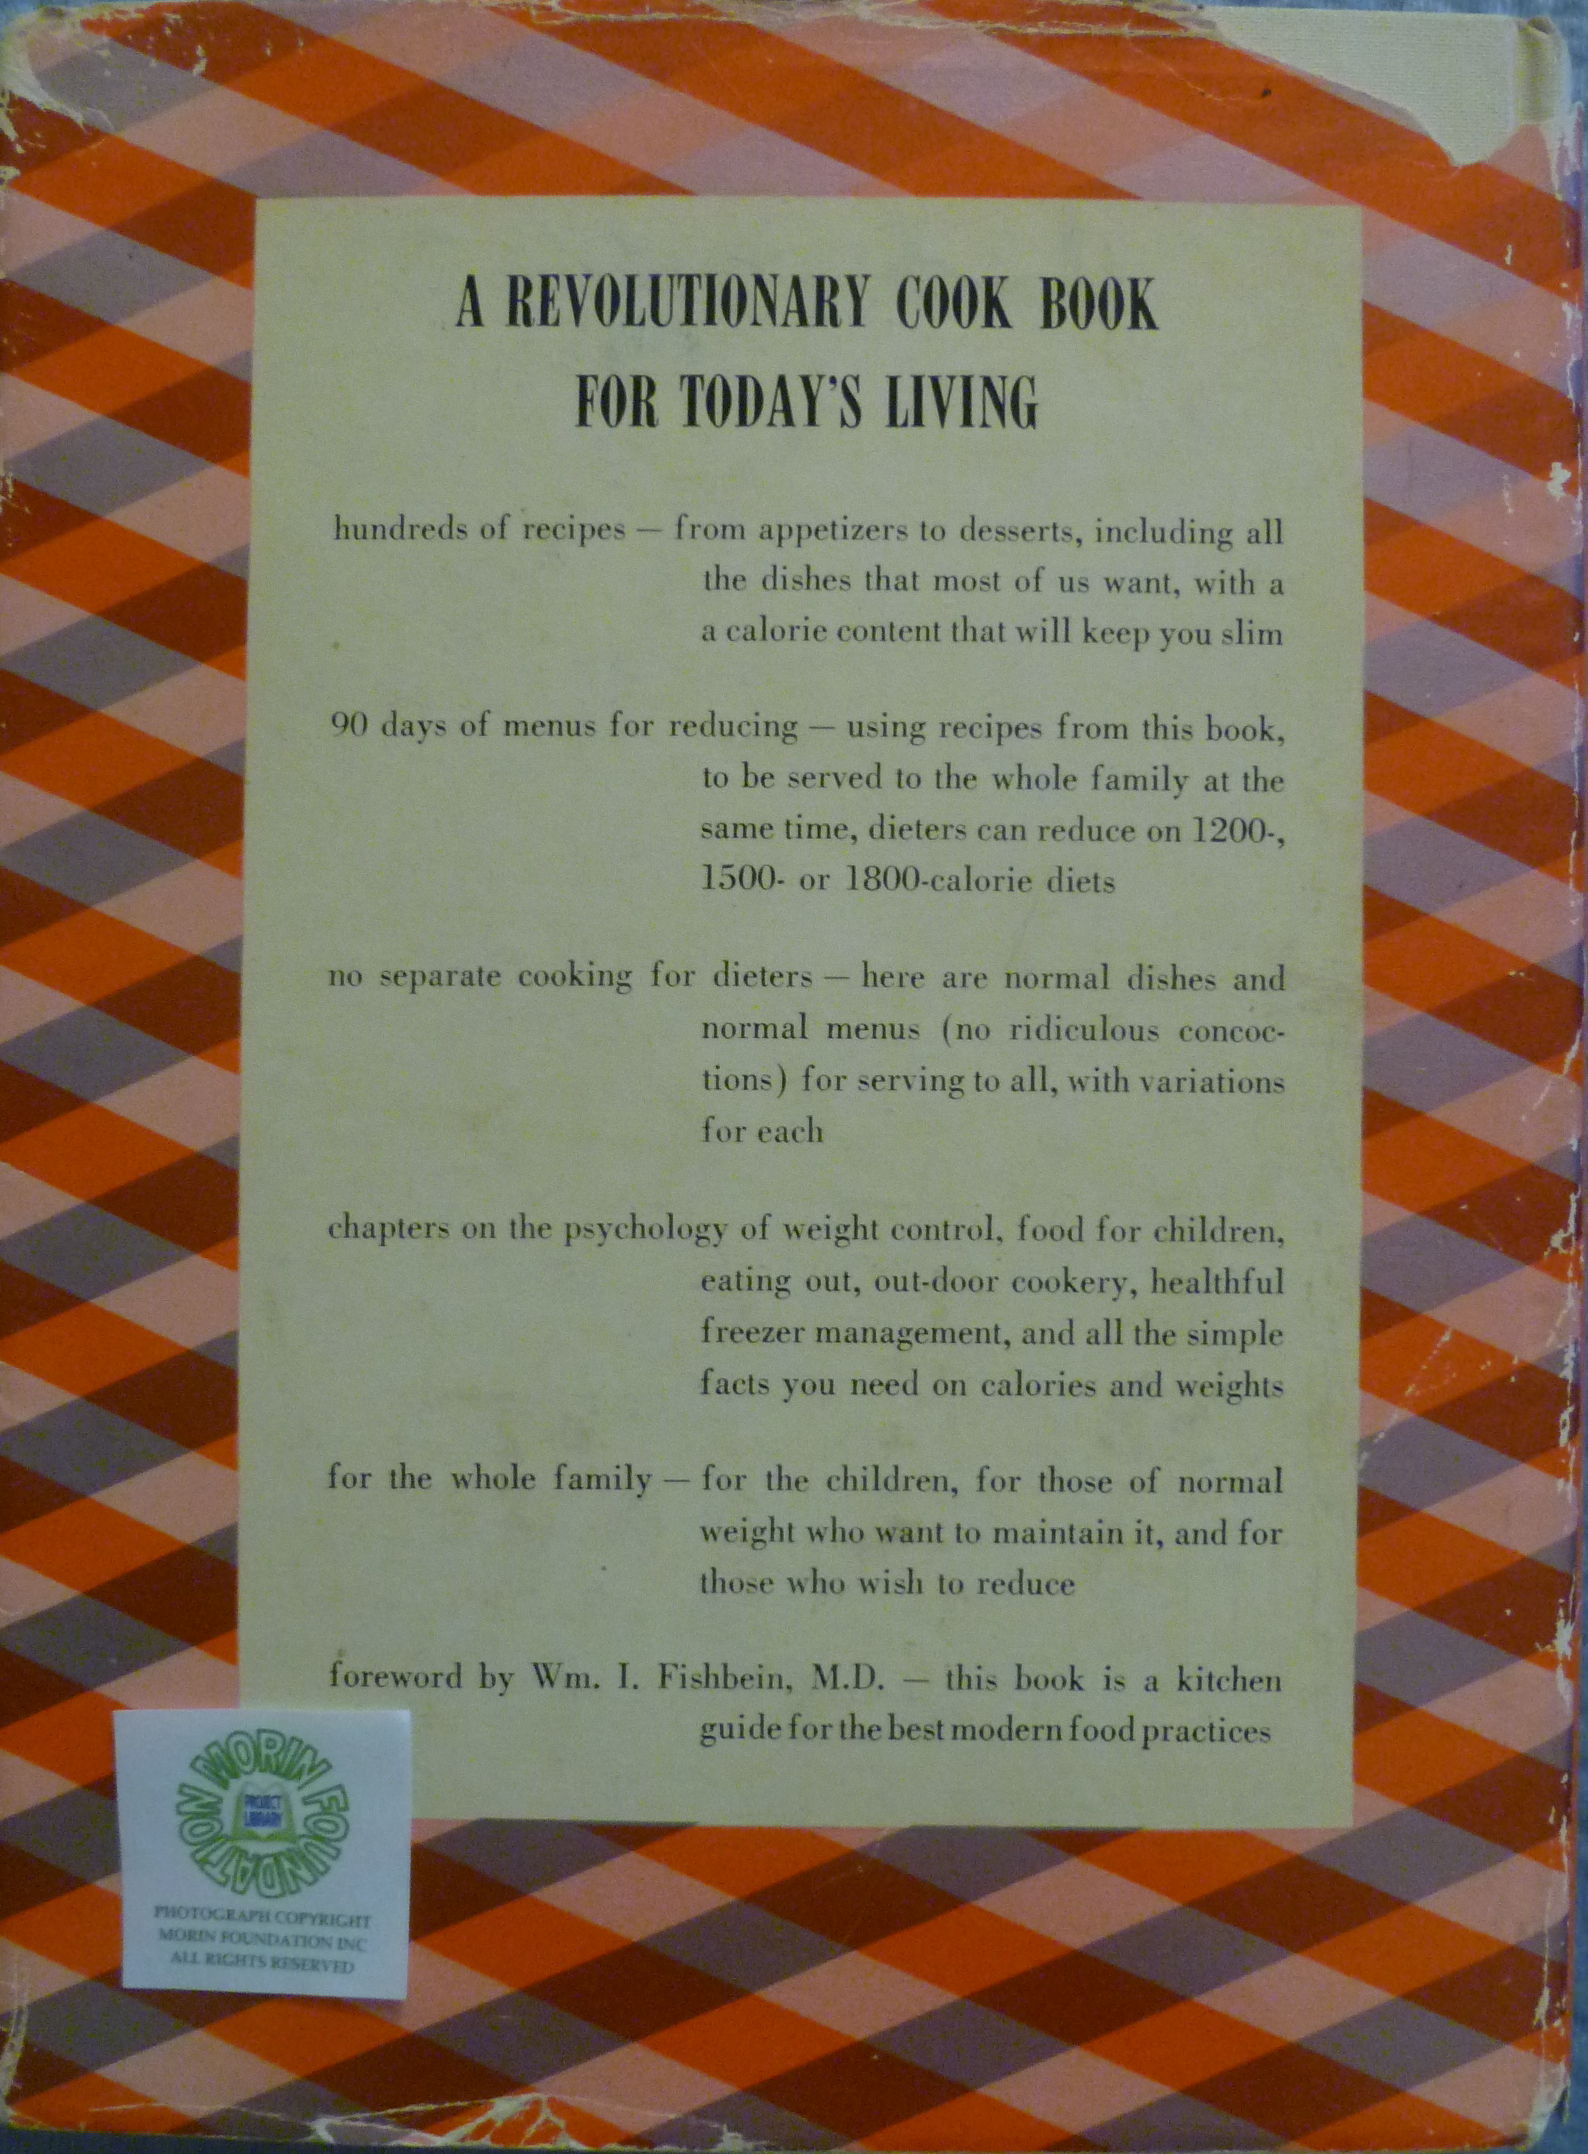 A REVOLUTIONARY COOK BOOK
FOR TODAY'S LIVING
hundreds of recipes — from appetizers to desserts, including all
the dishes that most of us want, with a
a calorie content that will keep you slim
90 days of menus for reducing — using recipes from this book,
to be served to the whole family at the
same time, dieters can reduce on 1200-,
1500- or 1800-calorie diets
no separate cooking for dieters — here are normal dishes and
normal menus (no ridiculous concoc-
tions) for serving to all, with variations
for each
chapters on the psychology of weight control, food for children,
eating out, out-door cookery, healthful
freezer management, and all the simple
facts you need on calories and weights
for the whole family — for the children, for those of normal
weight who want to maintain it, and for
those who wish to reduce
foreword by Wm. I. Fishbein, M.D. — this book is a kitchen
guide for the best modern food practices
MORIN FOUNDATION
PROJECT
LIBRARY
PHOTOGRAPH COPYRIGHT
MORIN FOUNDATION INC
ALL RIGHTS RESERVED